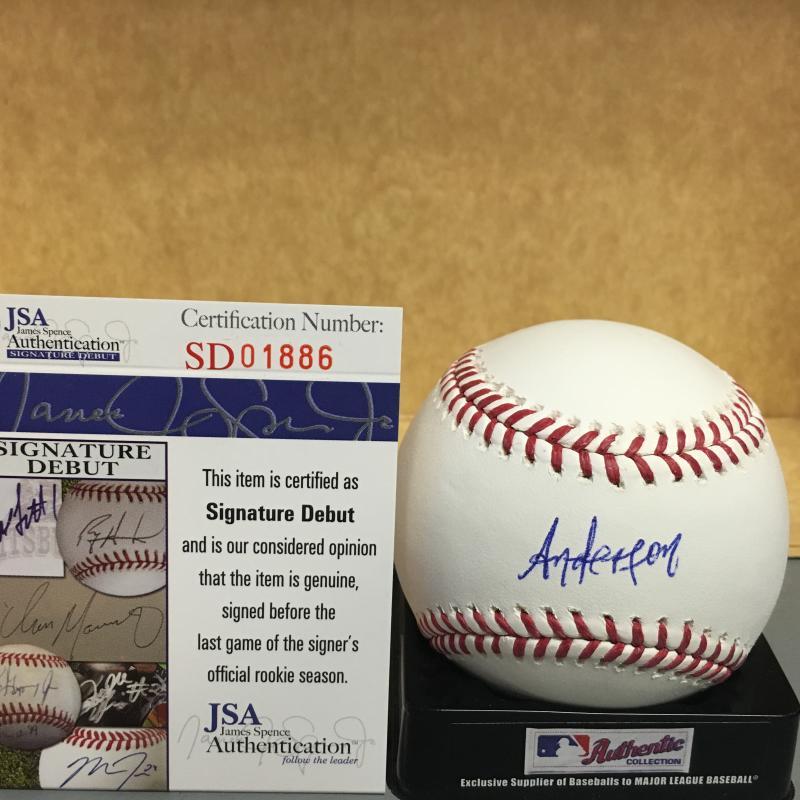 JSA
James Spence
Authentication
SIGNATURE DEBUT
Certification Number:
SD01886
SIGNATURE
DEBUT
This item is certified as
Signature Debut
and is our considered opinion
that the item is genuine,
signed before the
last game of the signer's
official rookie season.
JSA
James Spence
Authentication™
follow the leader
Anderson
Authentic
COLLECTION
Exclusive Supplier of Baseballs to MAJOR LEAGUE BASEBALL®